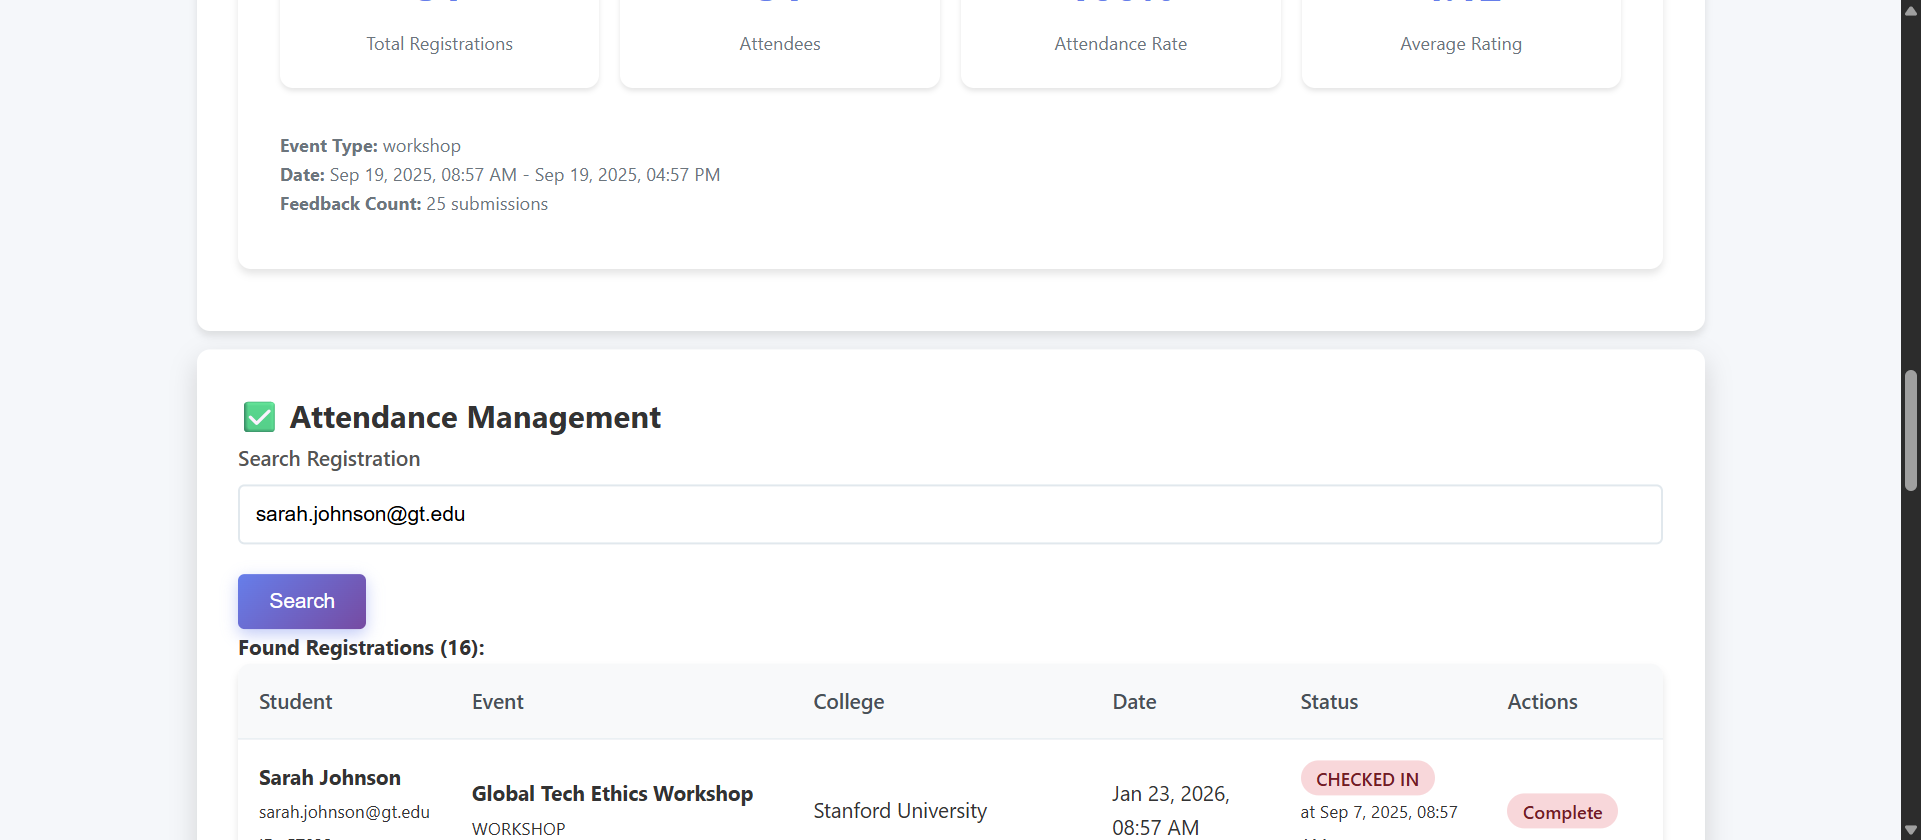 Total Registrations
Attendees
Attendance Rate
Average Rating
Event Type: workshop
Date: Sep 19, 2025, 08:57 AM - Sep 19, 2025, 04:57 PM
Feedback Count: 25 submissions
Attendance Management
Search Registration
sarah.johnson@gt.edu
Search
Found Registrations (16):
Student Event College Date Status Actions
Sarah Johnson
sarah.johnson@gt.edu
Global Tech Ethics Workshop
WORKSHOP
Stanford University
Jan 23, 2026,
08:57 AM
CHECKED IN
at Sep 7, 2025, 08:57
Complete